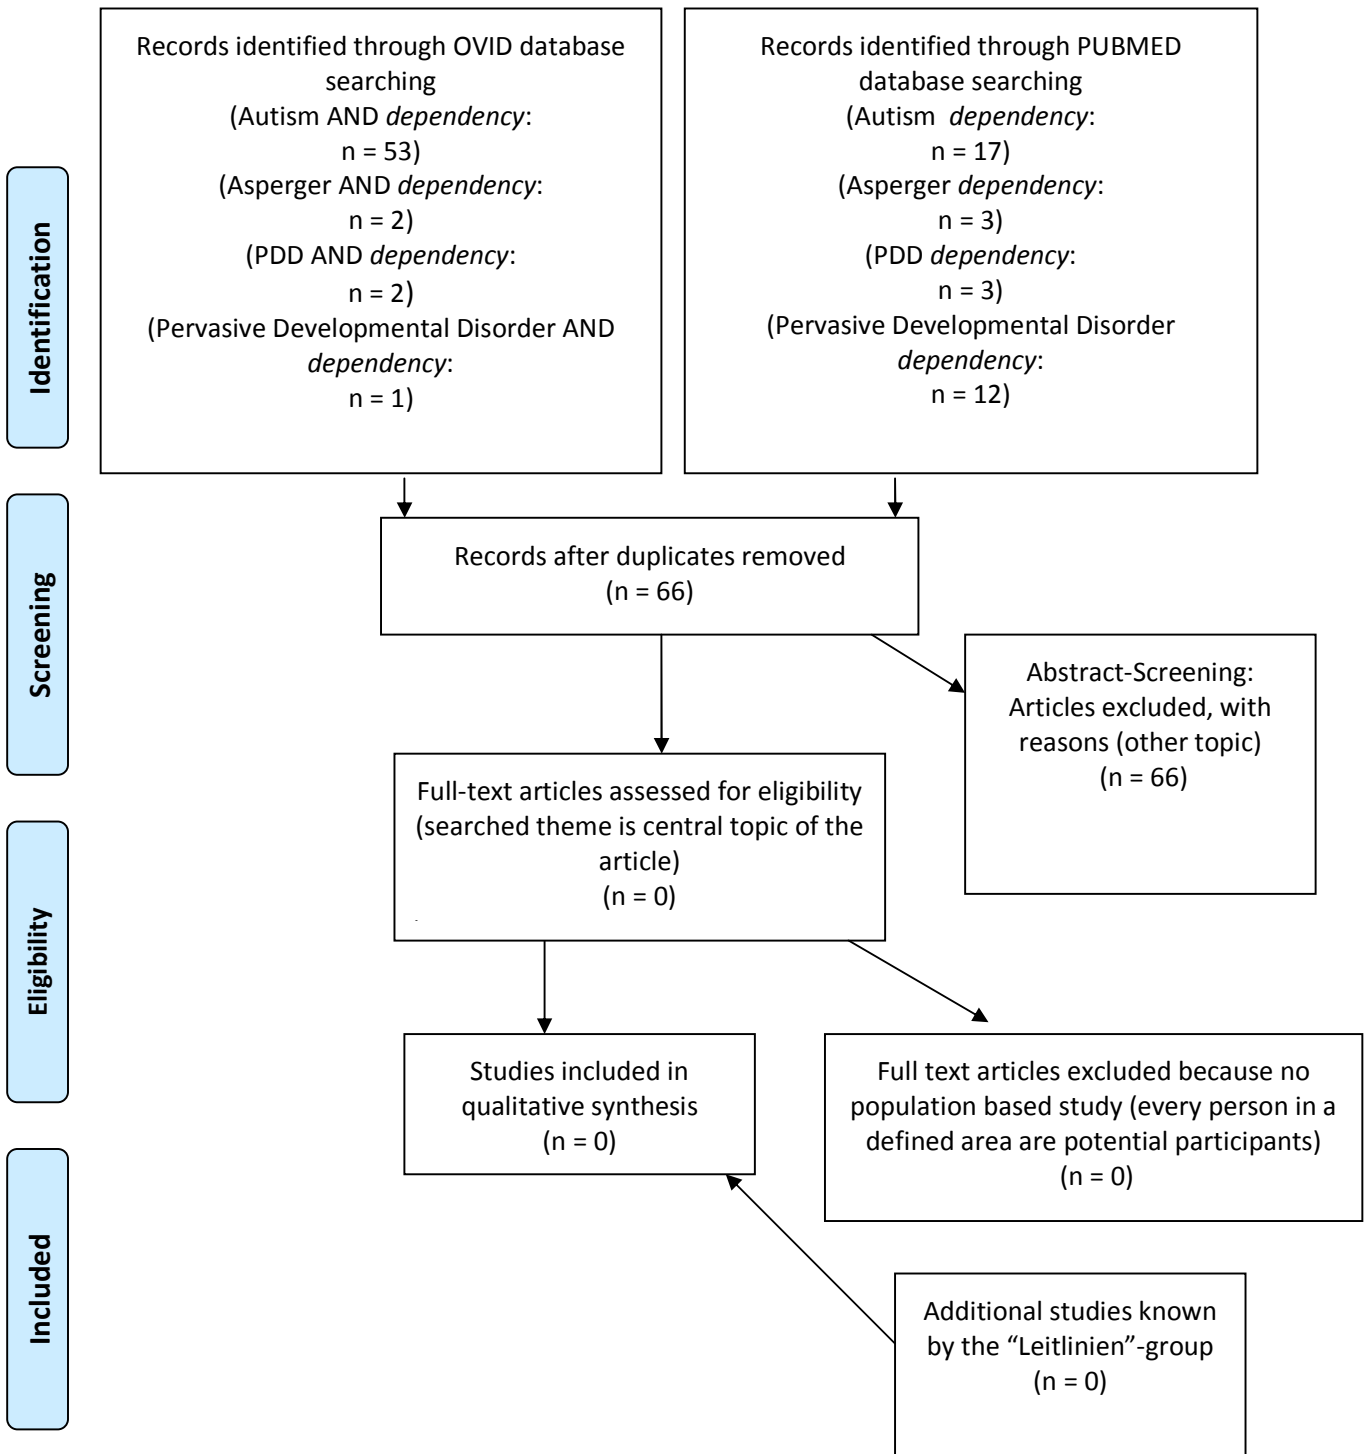 Records identified through OVID database
searching
(Autism AND dependency:
n = 53)
(Asperger AND dependency:
n = 2)
(PDD AND dependency:
n = 2)
(Pervasive Developmental Disorder AND
dependency:
n = 1)
Records identified through PUBMED
database searching
(Autism dependency:
n = 17)
(Asperger dependency:
n = 3)
(PDD dependency:
n = 3)
(Pervasive Developmental Disorder
dependency:
n = 12)
Identification
Records after duplicates removed
(n = 66)
Screening
Abstract-Screening:
Articles excluded, with
reasons (other topic)
(n = 66)
Full-text articles assessed for eligibility
(searched theme is central topic of the
article)
(n = 0)
Eligibility
Studies included in
qualitative synthesis
(n = 0)
Full text articles excluded because no
population based study (every person in a
defined area are potential participants)
(n = 0)
Included
Additional studies known
by the “Leitlinien”-group
(n = 0)